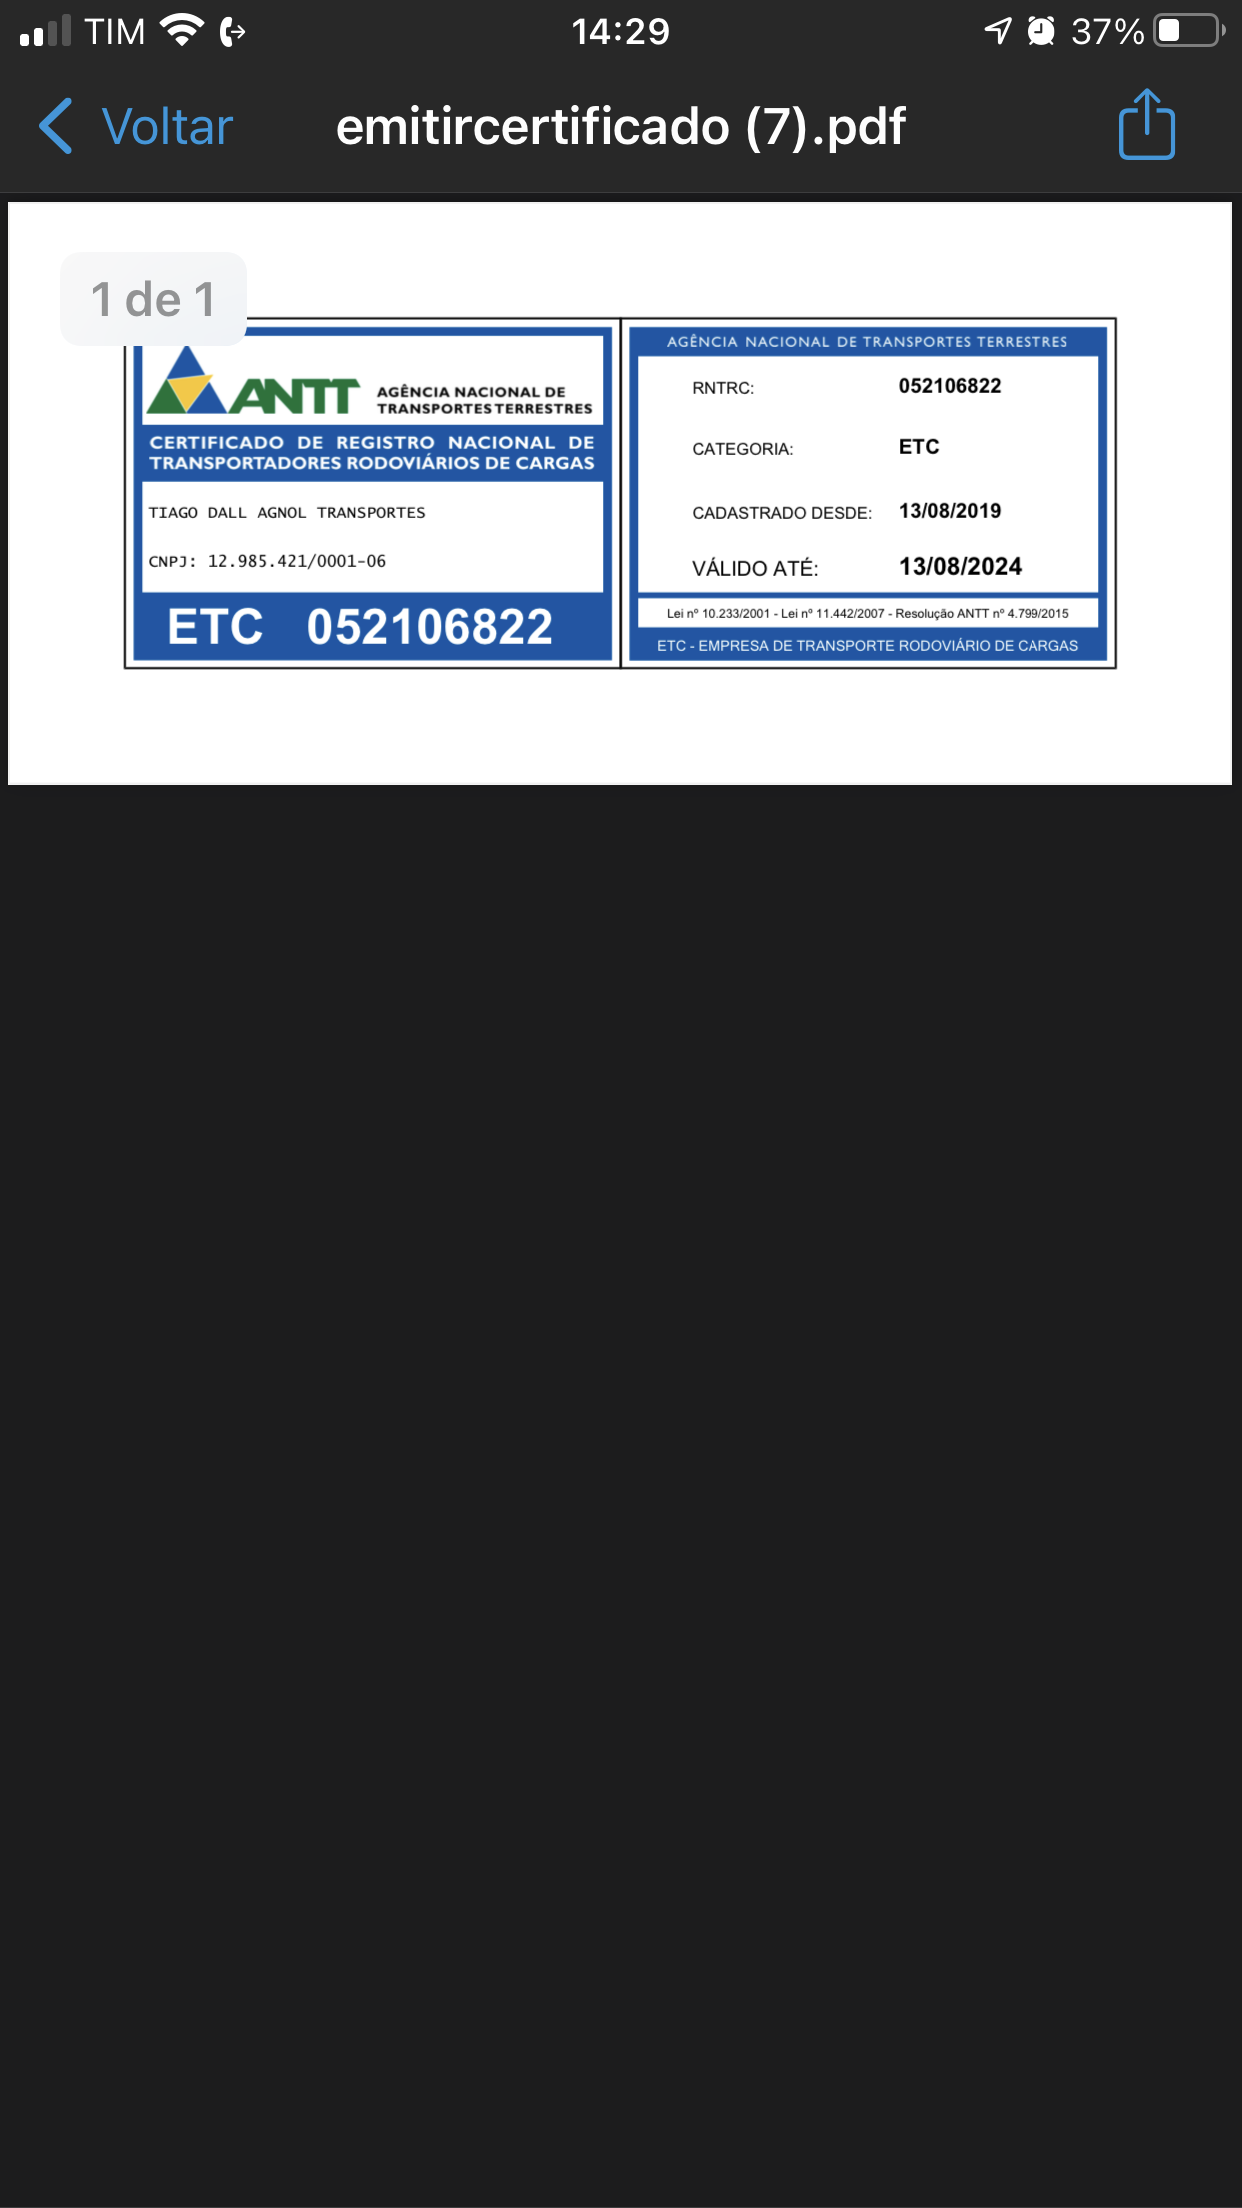 TIM
14:29
37%
Voltar
emitircertificado (7).pdf
1 de 1
ANTT
AGÊNCIA NACIONAL DE
TRANSPORTES TERRESTRES
CERTIFICADO DE REGISTRO NACIONAL DE
TRANSPORTADORES RODOVIÁRIOS DE CARGAS
TIAGO DALL AGNOL TRANSPORTES
CNPJ: 12.985.421/0001-06
ETC 052106822
AGÊNCIA NACIONAL DE TRANSPORTES TERRESTRES
RNTRC: 052106822
CATEGORIA: ETC
CADASTRADO DESDE: 13/08/2019
VÁLIDO ATÉ: 13/08/2024
Lei nº 10.233/2001 - Lei nº 11.442/2007 - Resolução ANTT nº 4.799/2015
ETC - EMPRESA DE TRANSPORTE RODOVIÁRIO DE CARGAS